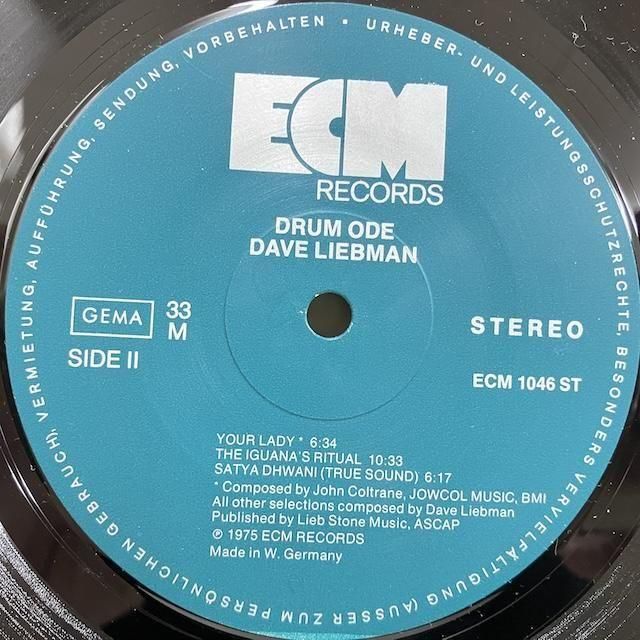 URHEBER- UND LEISTUNGSSCHUTZRECHTE, BESONDERS VERVIELFÄLTIGUNG (AUSSER ZUM PERSÖNLICHEN GEBRAUCH), VERMIETUNG, AUFFÜHRUNG, SENDUNG, VORBEHALTEN •
ECM
RECORDS
DRUM ODE
DAVE LIEBMAN
GEMA 33 M
STEREO
SIDE II
ECM 1046 ST
YOUR LADY * 6:34
THE IGUANA'S RITUAL 10:33
SATYA DHWANI (TRUE SOUND) 6:17
* Composed by John Coltrane, JOWCOL MUSIC, BMI
All other selections composed by Dave Liebman
Published by Lieb Stone Music, ASCAP
℗ 1975 ECM RECORDS
Made in W. Germany